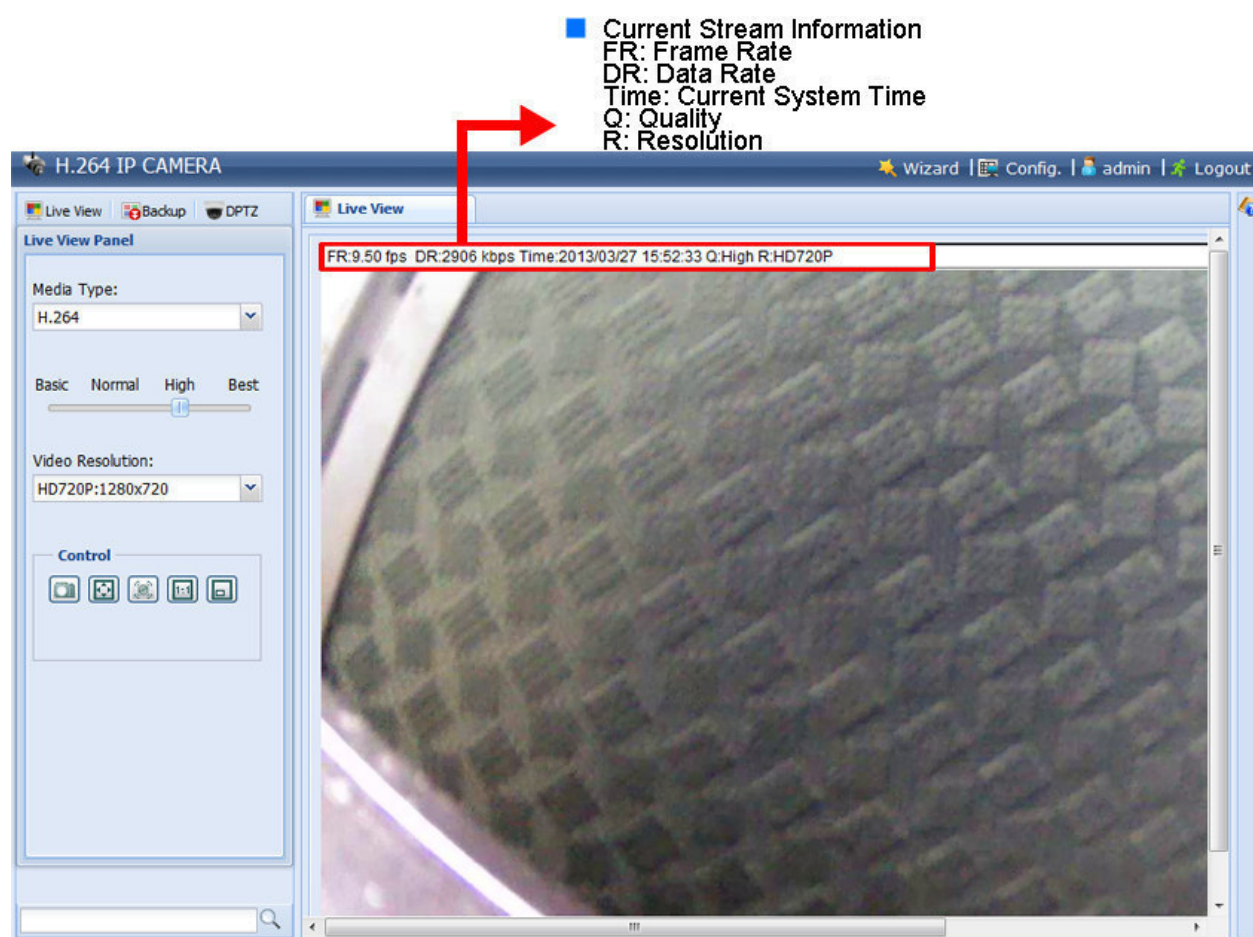 Current Stream Information
FR: Frame Rate
DR: Data Rate
Time: Current System Time
Q: Quality
R: Resolution
H.264 IP CAMERA
Wizard | Config. | admin | Logout
Live View Backup DPTZ
Live View
Live View Panel
FR:9.50 fps DR:2906 kbps Time:2013/03/27 15:52:33 Q:High R:HD720P
Media Type:
H.264
Basic Normal High Best
Video Resolution:
HD720P:1280x720
Control
1:1